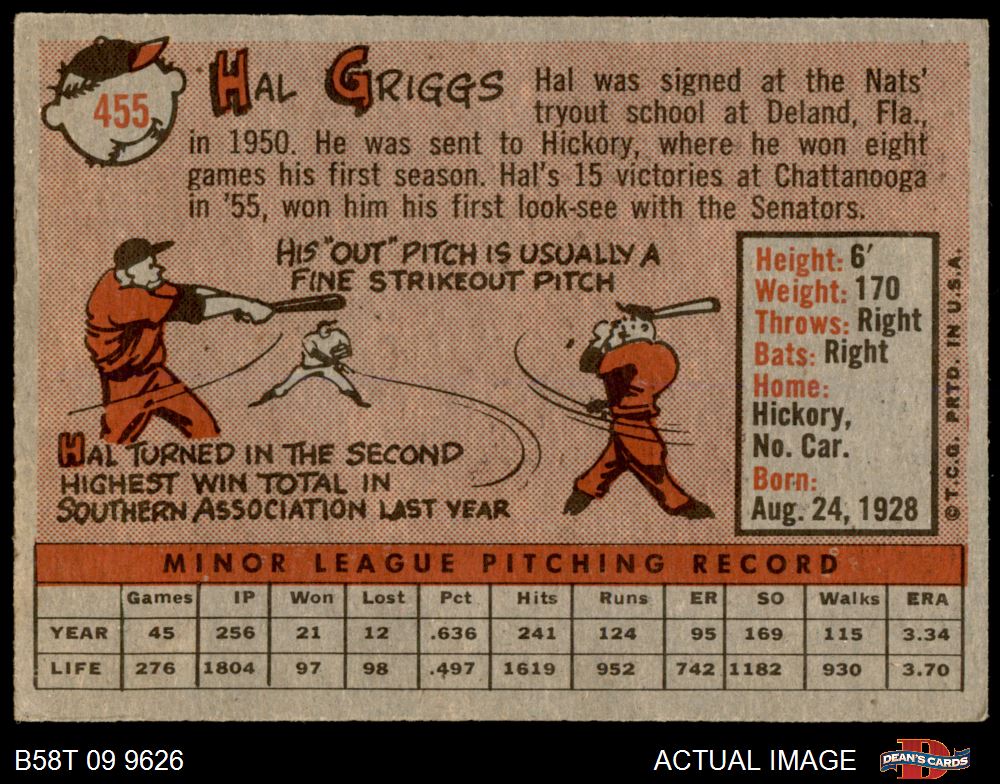 455
HAL GRIGGS
Hal was signed at the Nats'
tryout school at Deland, Fla.,
in 1950. He was sent to Hickory, where he won eight
games his first season. Hal's 15 victories at Chattanooga
in '55, won him his first look-see with the Senators.
HIS "OUT" PITCH IS USUALLY A
FINE STRIKEOUT PITCH
HAL TURNED IN THE SECOND
HIGHEST WIN TOTAL IN
SOUTHERN ASSOCIATION LAST YEAR
Height: 6'
Weight: 170
Throws: Right
Bats: Right
Home:
Hickory,
No. Car.
Born:
Aug. 24, 1928
© T.C.G. PRTD. IN U.S.A.
MINOR LEAGUE PITCHING RECORD
Games IP Won Lost Pct Hits Runs ER SO Walks ERA
YEAR 45 256 21 12 .636 241 124 95 169 115 3.34
LIFE 276 1804 97 98 .497 1619 952 742 1182 930 3.70
B58T 09 9626 ACTUAL IMAGE DEAN'S CARDS